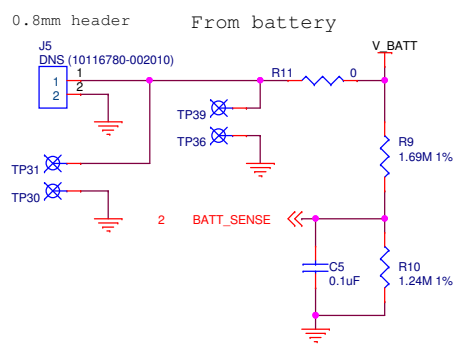 0.8mm header
From battery
J5
DNS (10116780-002010)
V_BATT
1
1
2
2
R11
0
TP39
TP36
R9
1.69M 1%
TP31
TP30
2 BATT_SENSE
C5
0.1uF
R10
1.24M 1%